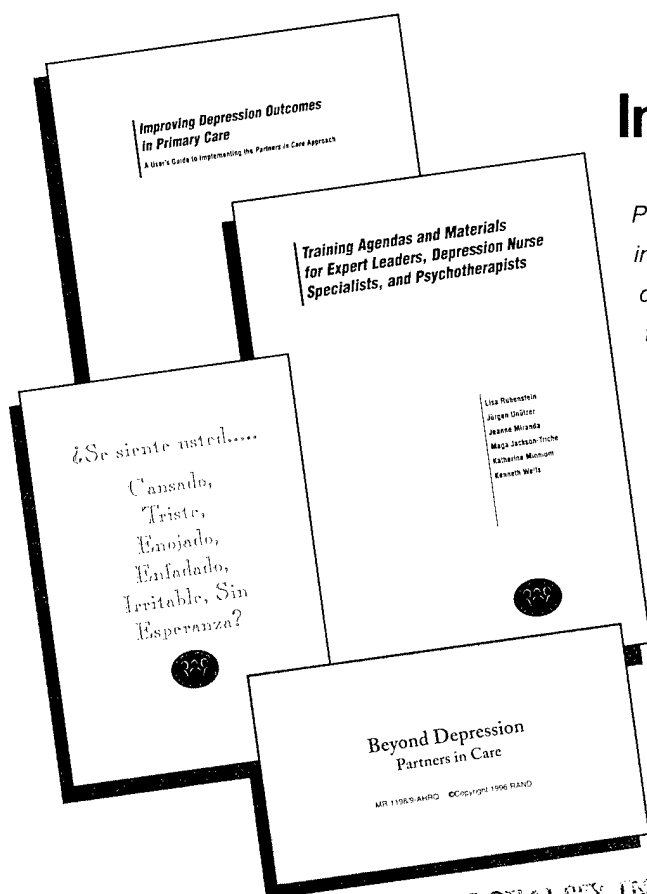 Improving Depression Outcomes
in Primary Care
A User's Guide to Implementing the Partners in Care Approach
Training Agendas and Materials
for Expert Leaders, Depression Nurse
Specialists, and Psychotherapists
Lisa Rubenstein
Jürgen Unützer
Jeanne Miranda
Maga Jackson-Triche
Katherine Minnium
Kenneth Wells
¿Se siente usted.....
Cansado,
Triste,
Enojado,
Enfadado,
Irritable, Sin
Esperanza?
Beyond Depression
Partners in Care
MR-1198/9-AHRQ ©Copyright 1996 RAND